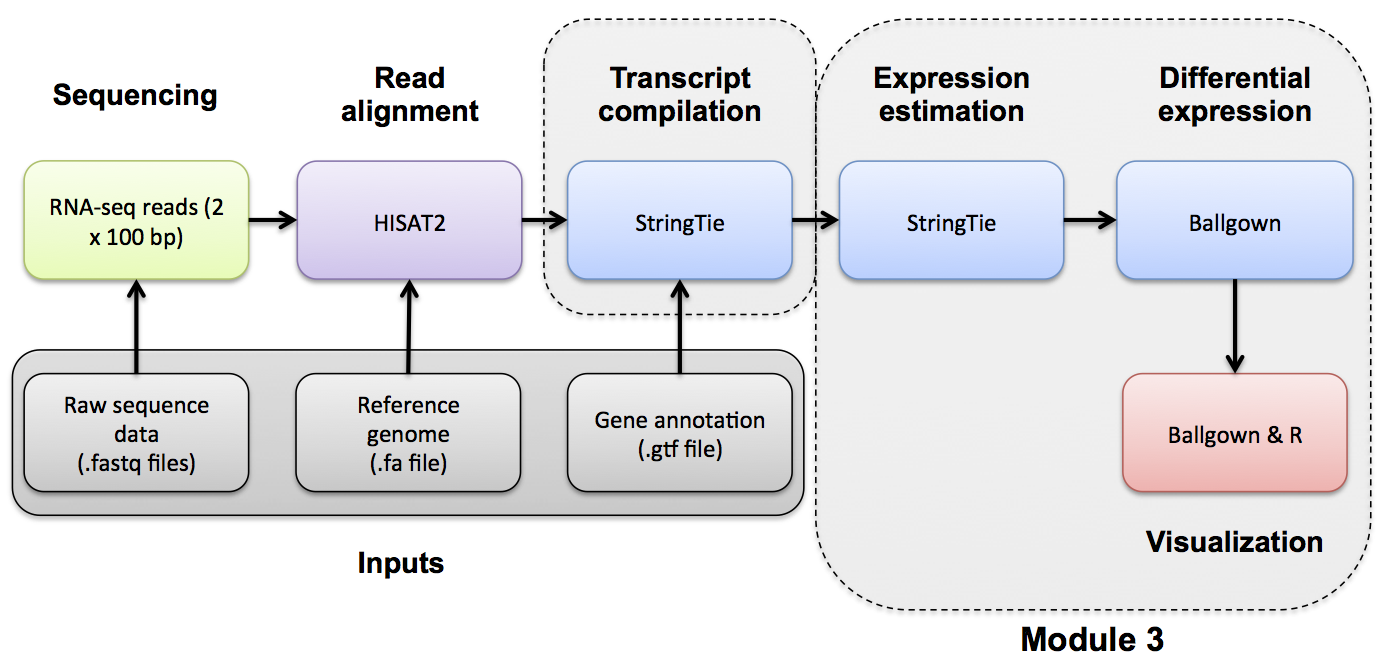 Sequencing
Read
alignment
Transcript
compilation
Expression
estimation
Differential
expression
RNA-seq reads (2
x 100 bp)
HISAT2
StringTie
StringTie
Ballgown
Raw sequence
data
(.fastq files)
Reference
genome
(.fa file)
Gene annotation
(.gtf file)
Ballgown & R
Inputs
Visualization
Module 3